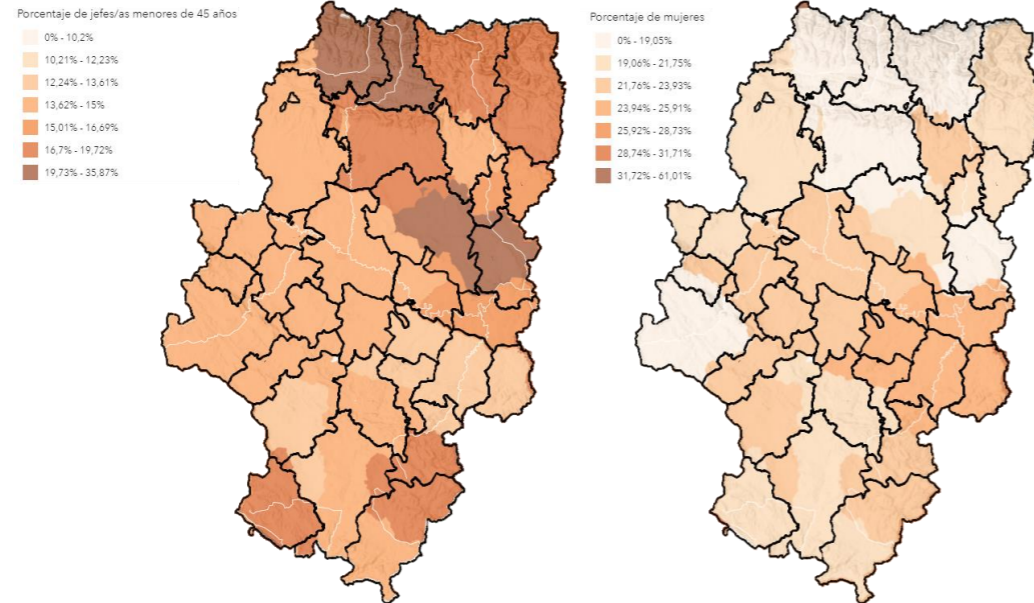 Porcentaje de jefes/as menores de 45 años
0% - 10,2%
10,21% - 12,23%
12,24% - 13,61%
13,62% - 15%
15,01% - 16,69%
16,7% - 19,72%
19,73% - 35,87%
Porcentaje de mujeres
0% - 19,05%
19,06% - 21,75%
21,76% - 23,93%
23,94% - 25,91%
25,92% - 28,73%
28,74% - 31,71%
31,72% - 61,01%